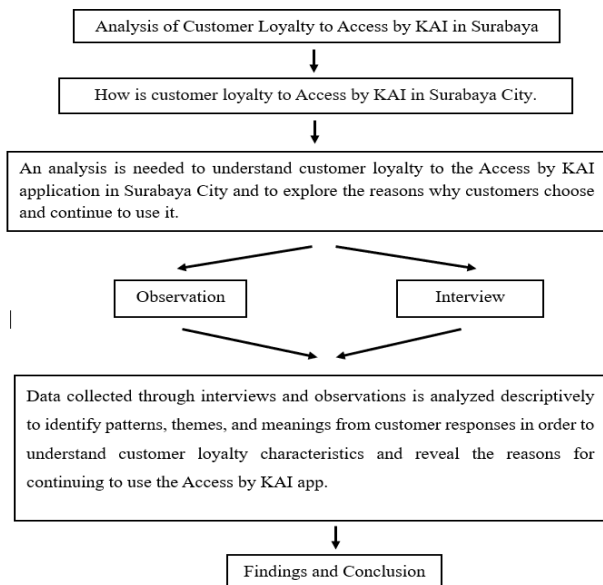 Analysis of Customer Loyalty to Access by KAI in Surabaya
How is customer loyalty to Access by KAI in Surabaya City.
An analysis is needed to understand customer loyalty to the Access by KAI
application in Surabaya City and to explore the reasons why customers choose
and continue to use it.
Observation
Interview
Data collected through interviews and observations is analyzed descriptively
to identify patterns, themes, and meanings from customer responses in order to
understand customer loyalty characteristics and reveal the reasons for
continuing to use the Access by KAI app.
Findings and Conclusion